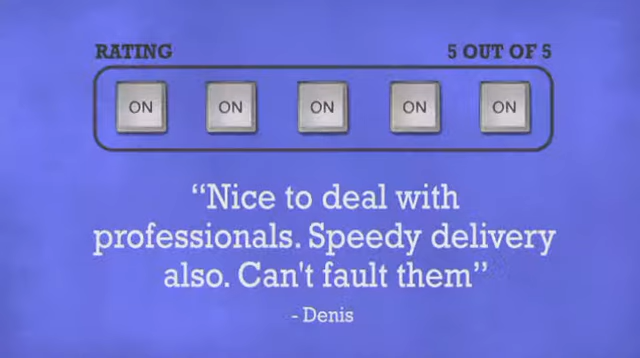 RATING 5 OUT OF 5
ON ON ON ON ON
“Nice to deal with
professionals. Speedy delivery
also. Can't fault them”
- Denis